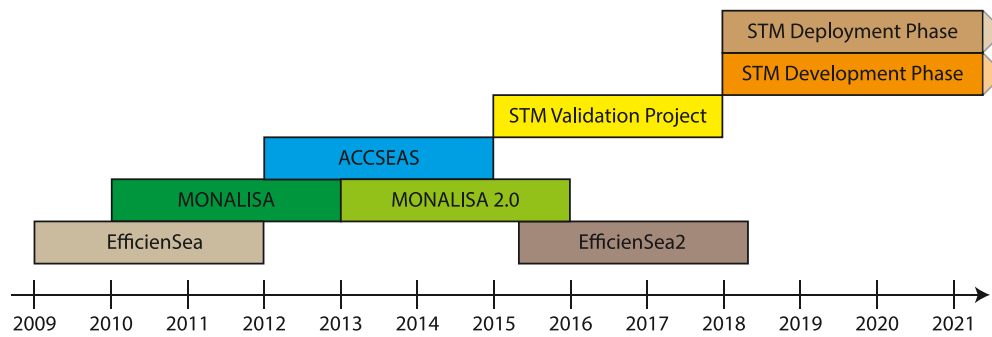 STM Deployment Phase
STM Development Phase
STM Validation Project
ACCSEAS
MONALISA MONALISA 2.0
EfficienSea EfficienSea2
2009 2010 2011 2012 2013 2014 2015 2016 2017 2018 2019 2020 2021